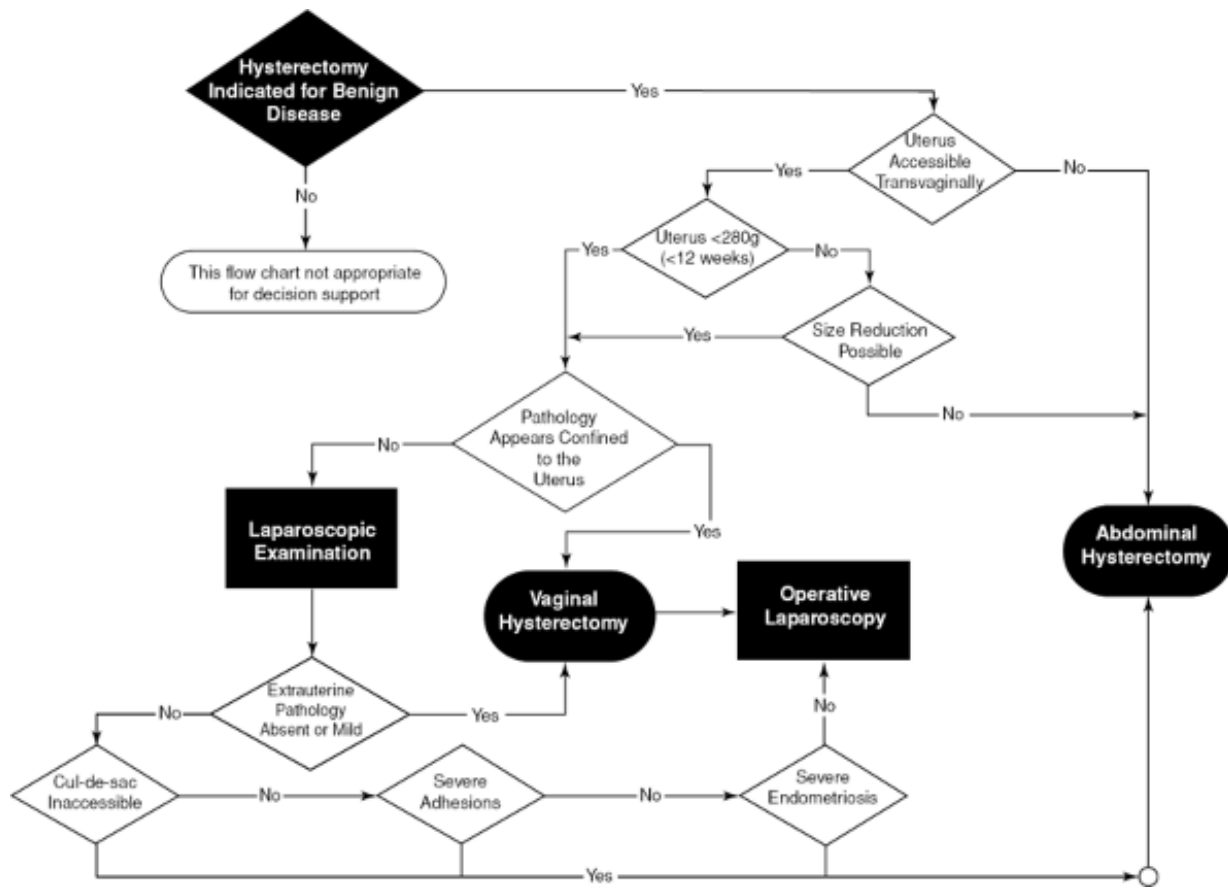 Hysterectomy
Indicated for Benign
Disease
Yes
No
This flow chart not appropriate
for decision support
Uterus
Accessible
Transvaginally
Yes
No
Uterus <280g
(<12 weeks)
Yes
No
Size Reduction
Possible
Yes
No
Pathology
Appears Confined
to the
Uterus
No
Yes
Laparoscopic
Examination
Abdominal
Hysterectomy
Vaginal
Hysterectomy
Operative
Laparoscopy
Extrauterine
Pathology
Absent or Mild
No
Yes
No
Cul-de-sac
Inaccessible
No
Severe
Adhesions
No
Severe
Endometriosis
Yes